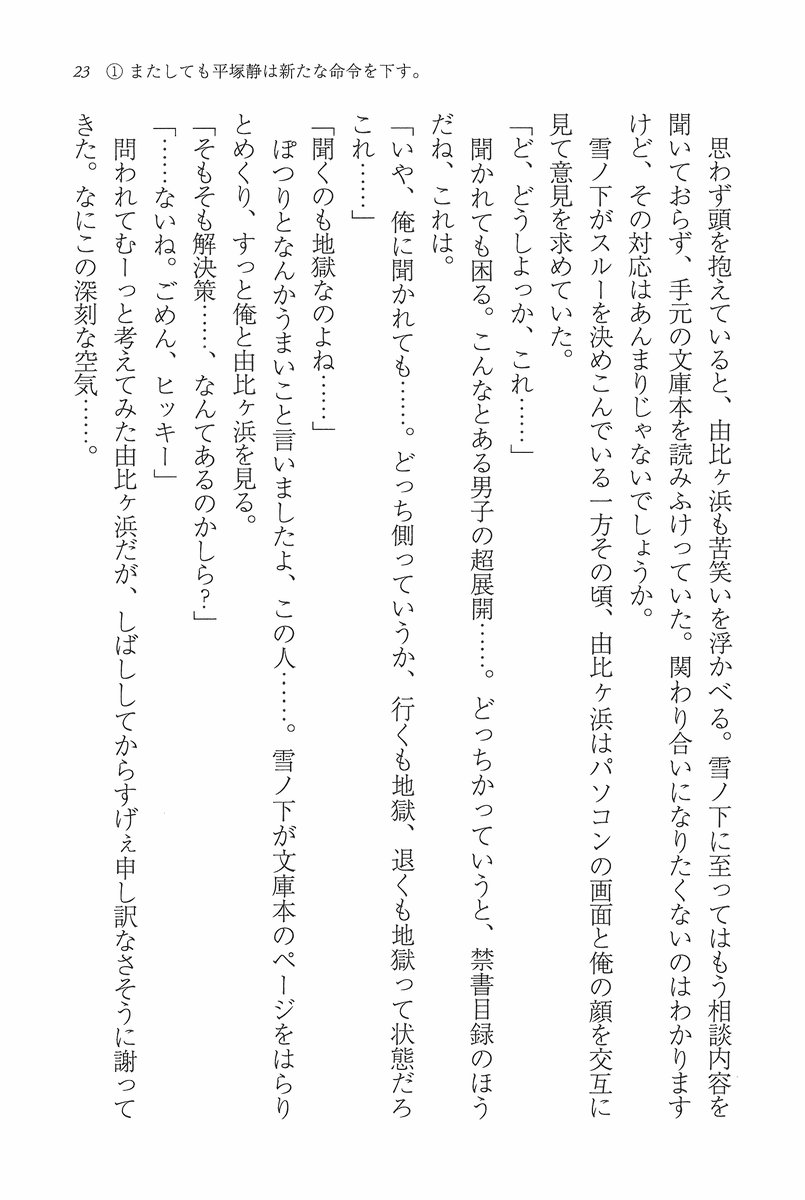 23 ① またしても平塚静は新たな命令を下す。
　思わず頭を抱えていると、由比ヶ浜も苦笑いを浮かべる。雪ノ下に至ってはもう相談内容を
聞いておらず、手元の文庫本を読みふけっていた。関わり合いになりたくないのはわかります
けど、その対応はあんまりじゃないでしょうか。
　雪ノ下がスルーを決めこんでいる一方その頃、由比ヶ浜はパソコンの画面と俺の顔を交互に
見て意見を求めていた。
「ど、どうしよっか、これ……」
　聞かれても困る。こんなとある男子の超展開……。どっちかっていうと、禁書目録のほう
だね、これは。
「いや、俺に聞かれても……。どっち側っていうか、行くも地獄、退くも地獄って状態だろ
これ……」
「聞くのも地獄なのよね……」
　ぽつりとなんかうまいこと言いましたよ、この人……。雪ノ下が文庫本のページをはらり
とめくり、すっと俺と由比ヶ浜を見る。
「そもそも解決策……、なんてあるのかしら？」
「……ないね。ごめん、ヒッキー」
　問われてむーっと考えてみた由比ヶ浜だが、しばししてからすげぇ申し訳なさそうに謝って
きた。なにこの深刻な空気……。